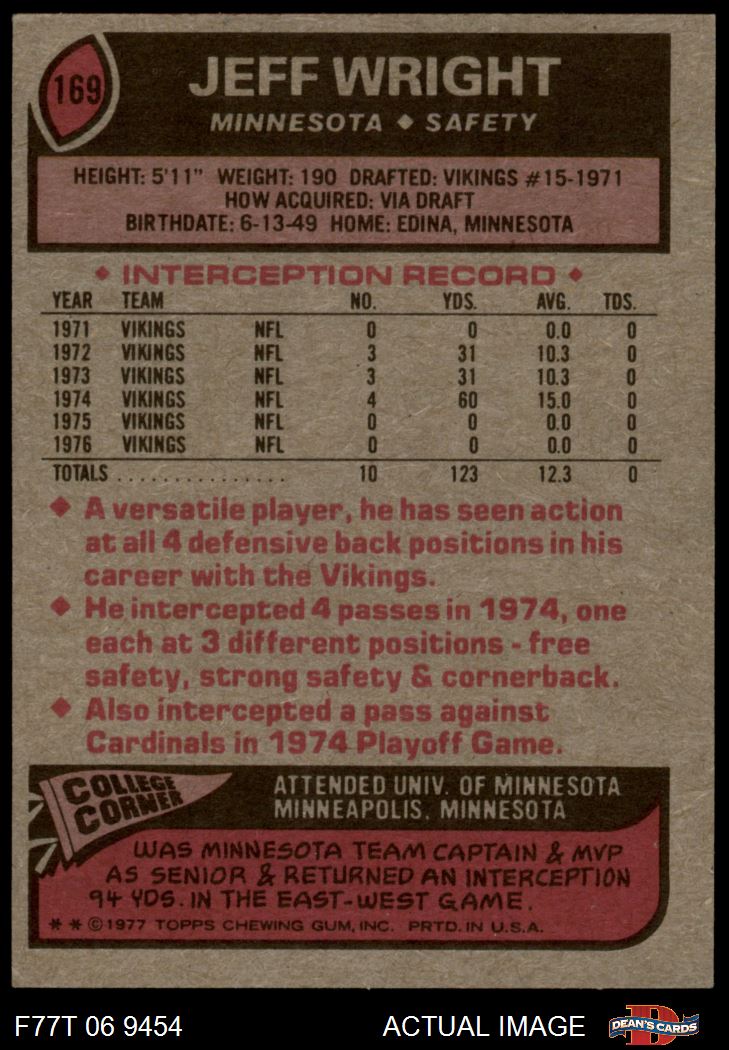 169
JEFF WRIGHT
MINNESOTA ◆ SAFETY
HEIGHT: 5'11" WEIGHT: 190 DRAFTED: VIKINGS #15-1971
HOW ACQUIRED: VIA DRAFT
BIRTHDATE: 6-13-49 HOME: EDINA, MINNESOTA
◆ INTERCEPTION RECORD ◆
YEAR TEAM NO. YDS. AVG. TDS.
1971 VIKINGS NFL 0 0 0.0 0
1972 VIKINGS NFL 3 31 10.3 0
1973 VIKINGS NFL 3 31 10.3 0
1974 VIKINGS NFL 4 60 15.0 0
1975 VIKINGS NFL 0 0 0.0 0
1976 VIKINGS NFL 0 0 0.0 0
TOTALS . . . . . . . . . . . . . . . 10 123 12.3 0
◆ A versatile player, he has seen action
at all 4 defensive back positions in his
career with the Vikings.
◆ He intercepted 4 passes in 1974, one
each at 3 different positions - free
safety, strong safety & cornerback.
◆ Also intercepted a pass against
Cardinals in 1974 Playoff Game.
COLLEGE
CORNER
ATTENDED UNIV. OF MINNESOTA
MINNEAPOLIS, MINNESOTA
WAS MINNESOTA TEAM CAPTAIN & MVP
AS SENIOR & RETURNED AN INTERCEPTION
94 YDS. IN THE EAST-WEST GAME.
* * © 1977 TOPPS CHEWING GUM, INC. PRTD. IN U.S.A.
F77T 06 9454 ACTUAL IMAGE
D
DEAN'S CARDS